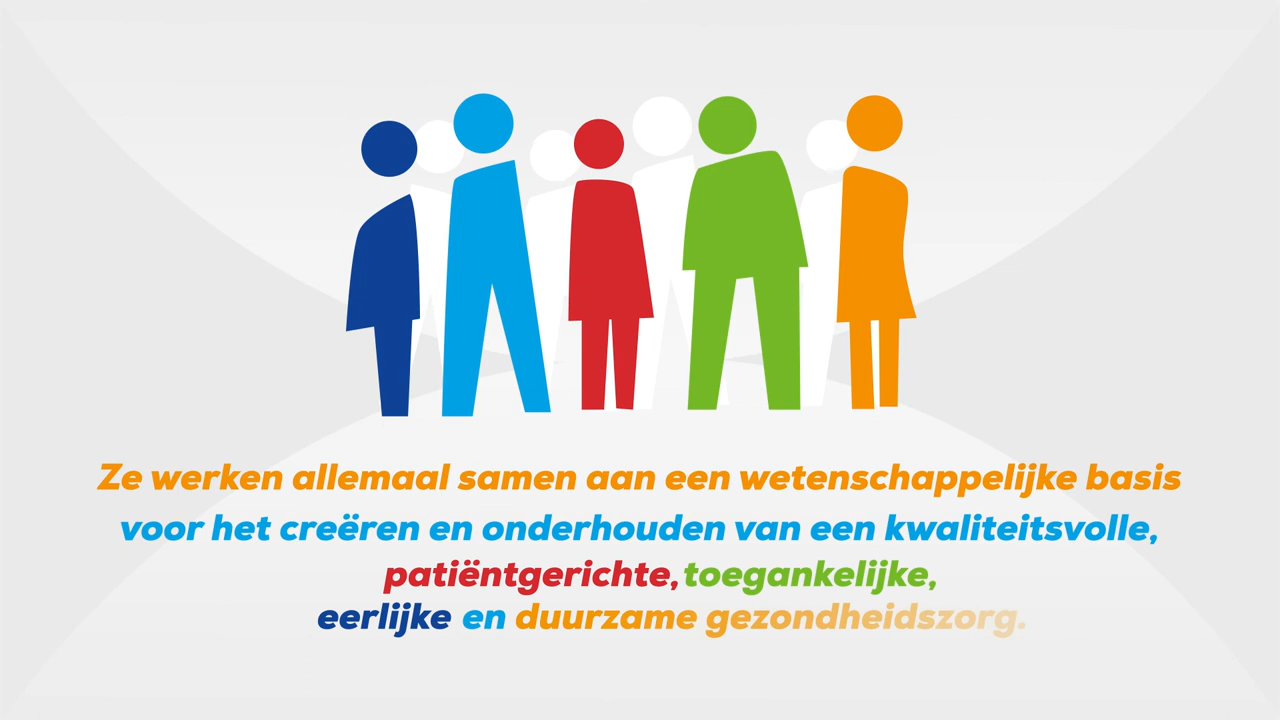 Ze werken allemaal samen aan een wetenschappelijke basis
voor het creëren en onderhouden van een kwaliteitsvolle,
patiëntgerichte, toegankelijke,
eerlijke en duurzame gezondheidszorg.